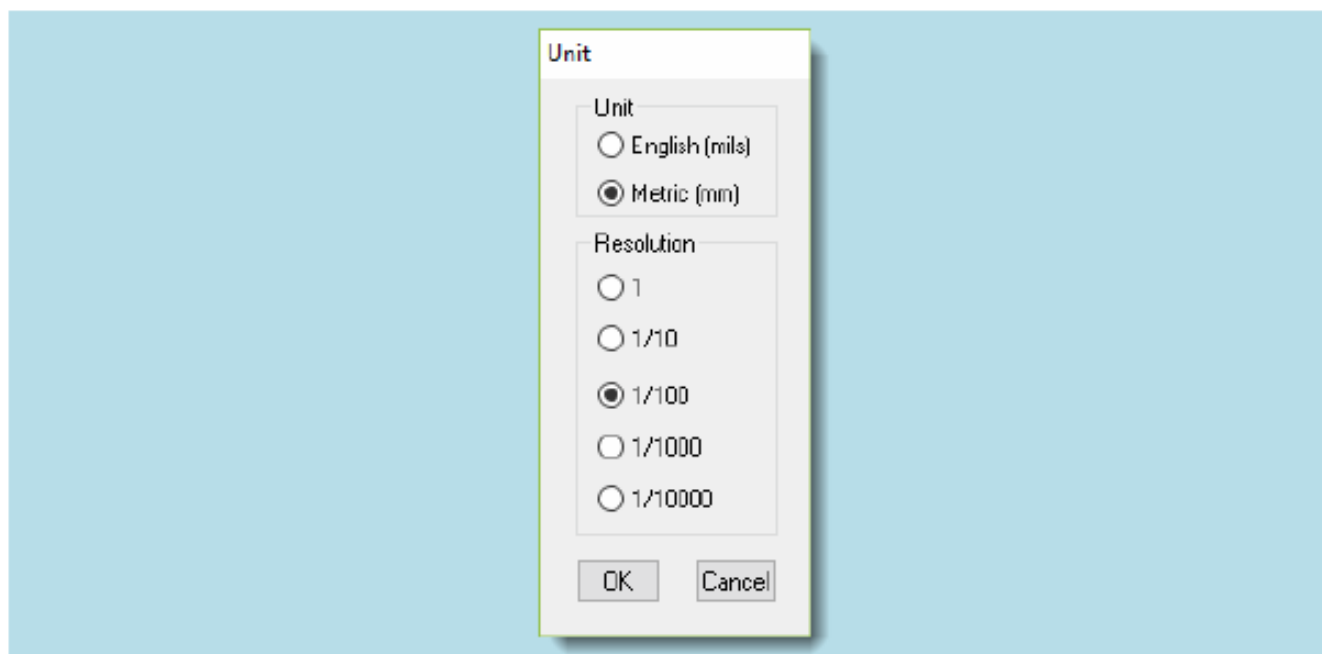 Unit
Unit
English (mils)
Metric (mm)
Resolution
1
1/10
1/100
1/1000
1/10000
OK Cancel